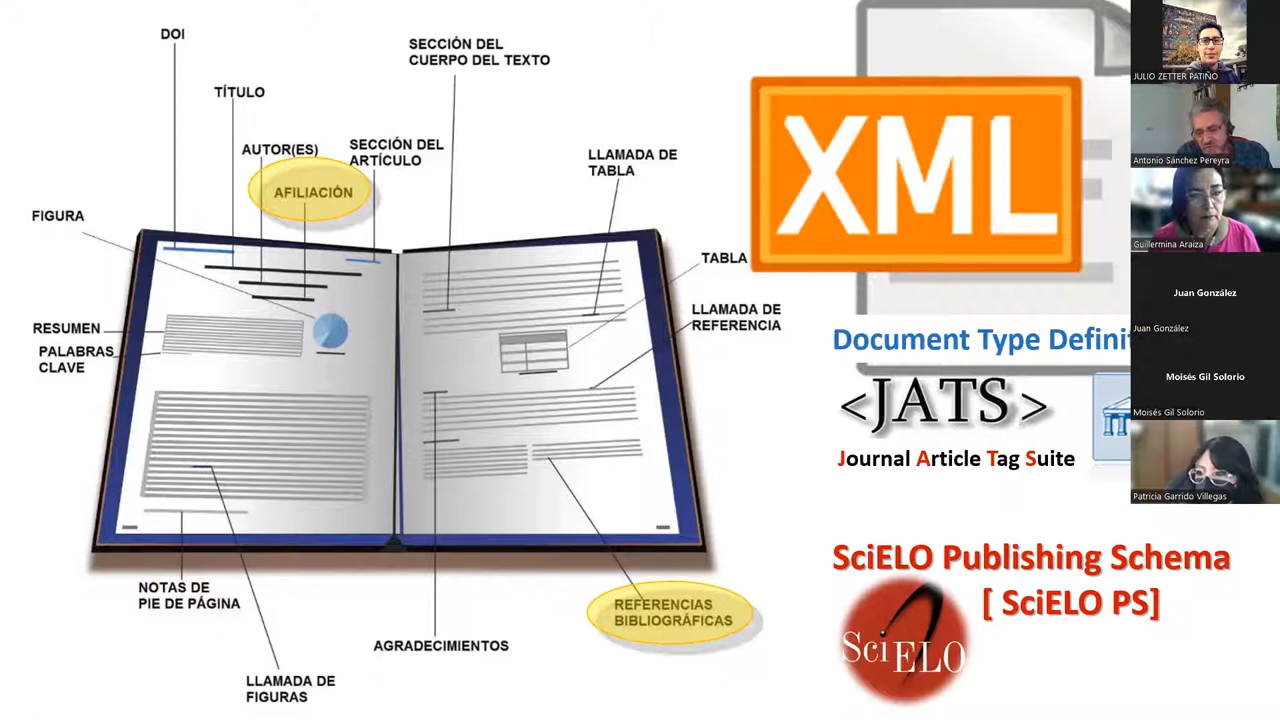 DOI
TÍTULO
AUTOR(ES)
AFILIACIÓN
SECCIÓN DEL
ARTÍCULO
SECCIÓN DEL
CUERPO DEL TEXTO
LLAMADA DE
TABLA
FIGURA
TABLA
LLAMADA DE
REFERENCIA
RESUMEN
PALABRAS
CLAVE
NOTAS DE
PIE DE PÁGINA
LLAMADA DE
FIGURAS
AGRADECIMIENTOS
REFERENCIAS
BIBLIOGRÁFICAS
XML
Document Type Definit
<JATS>
Journal Article Tag Suite
SciELO Publishing Schema
[ SciELO PS]
SciELO
JULIO ZETTER PATIÑO
Antonio Sánchez Pereyra
Guillermina Araiza
Juan González
Juan González
Moisés Gil Solorio
Moisés Gil Solorio
Patricia Garrido Villegas